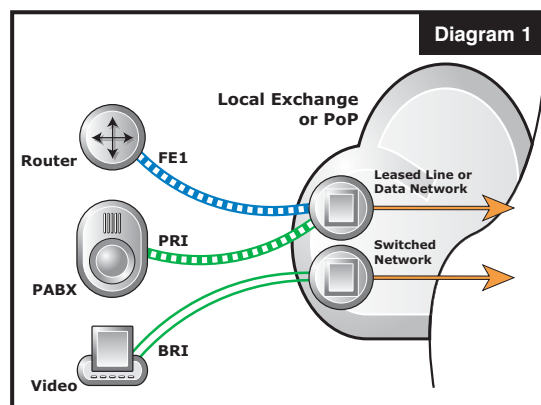 Diagram 1
Local Exchange
or PoP
Router
FE1
Leased Line or
Data Network
PRI
Switched
Network
PABX
BRI
Video